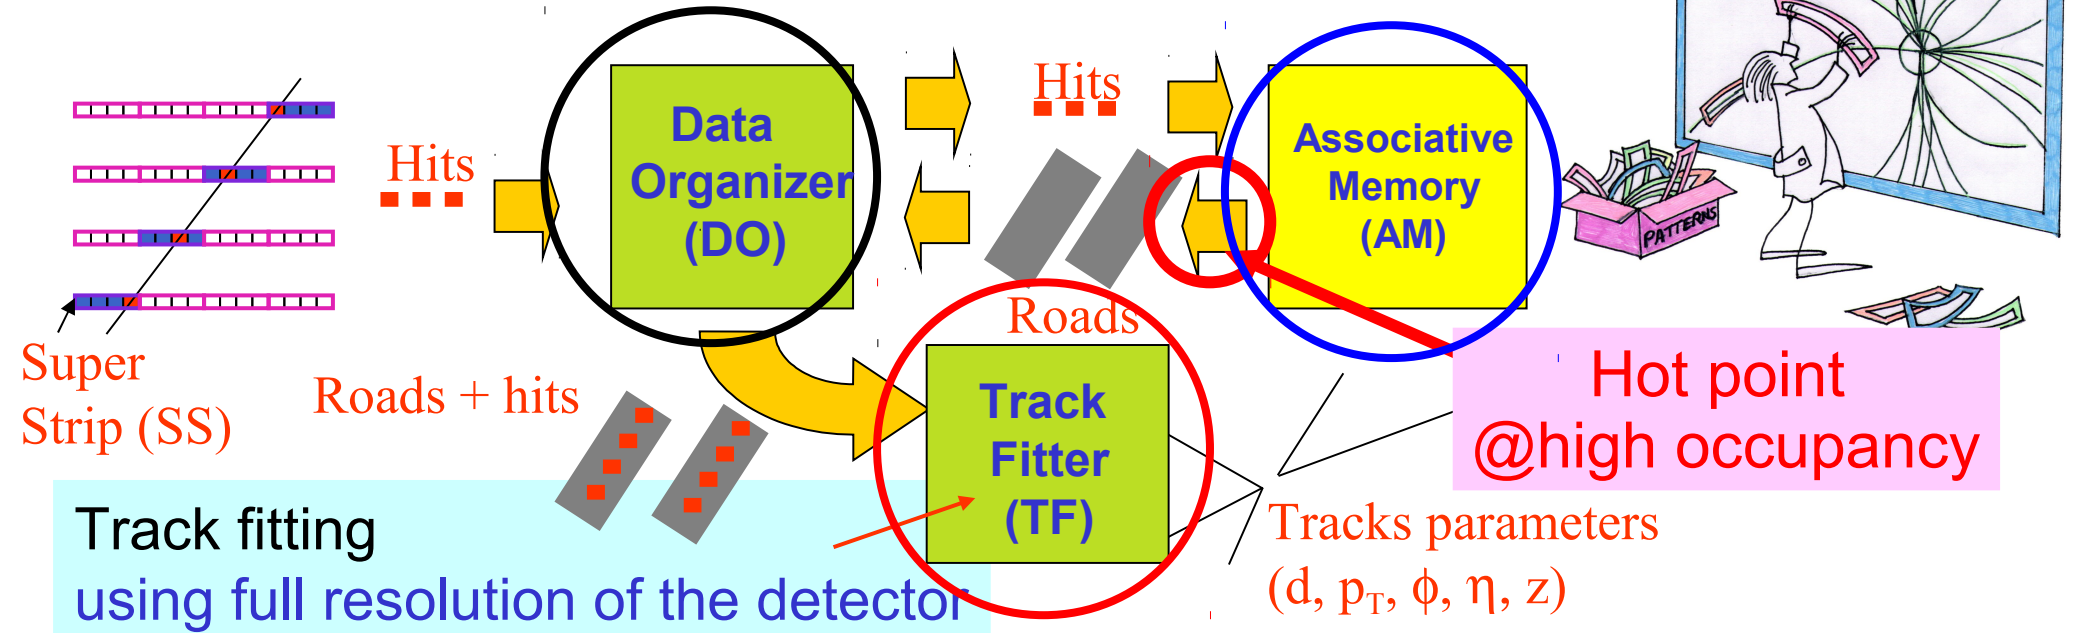 Hits
Data
Organizer
(DO)
Hits
Associative
Memory
(AM)
PATTERNS
Roads
Super
Strip (SS)
Roads + hits
Track
Fitter
(TF)
Hot point
@high occupancy
Track fitting
using full resolution of the detector
Tracks parameters
(d, p_T, ϕ, η, z)